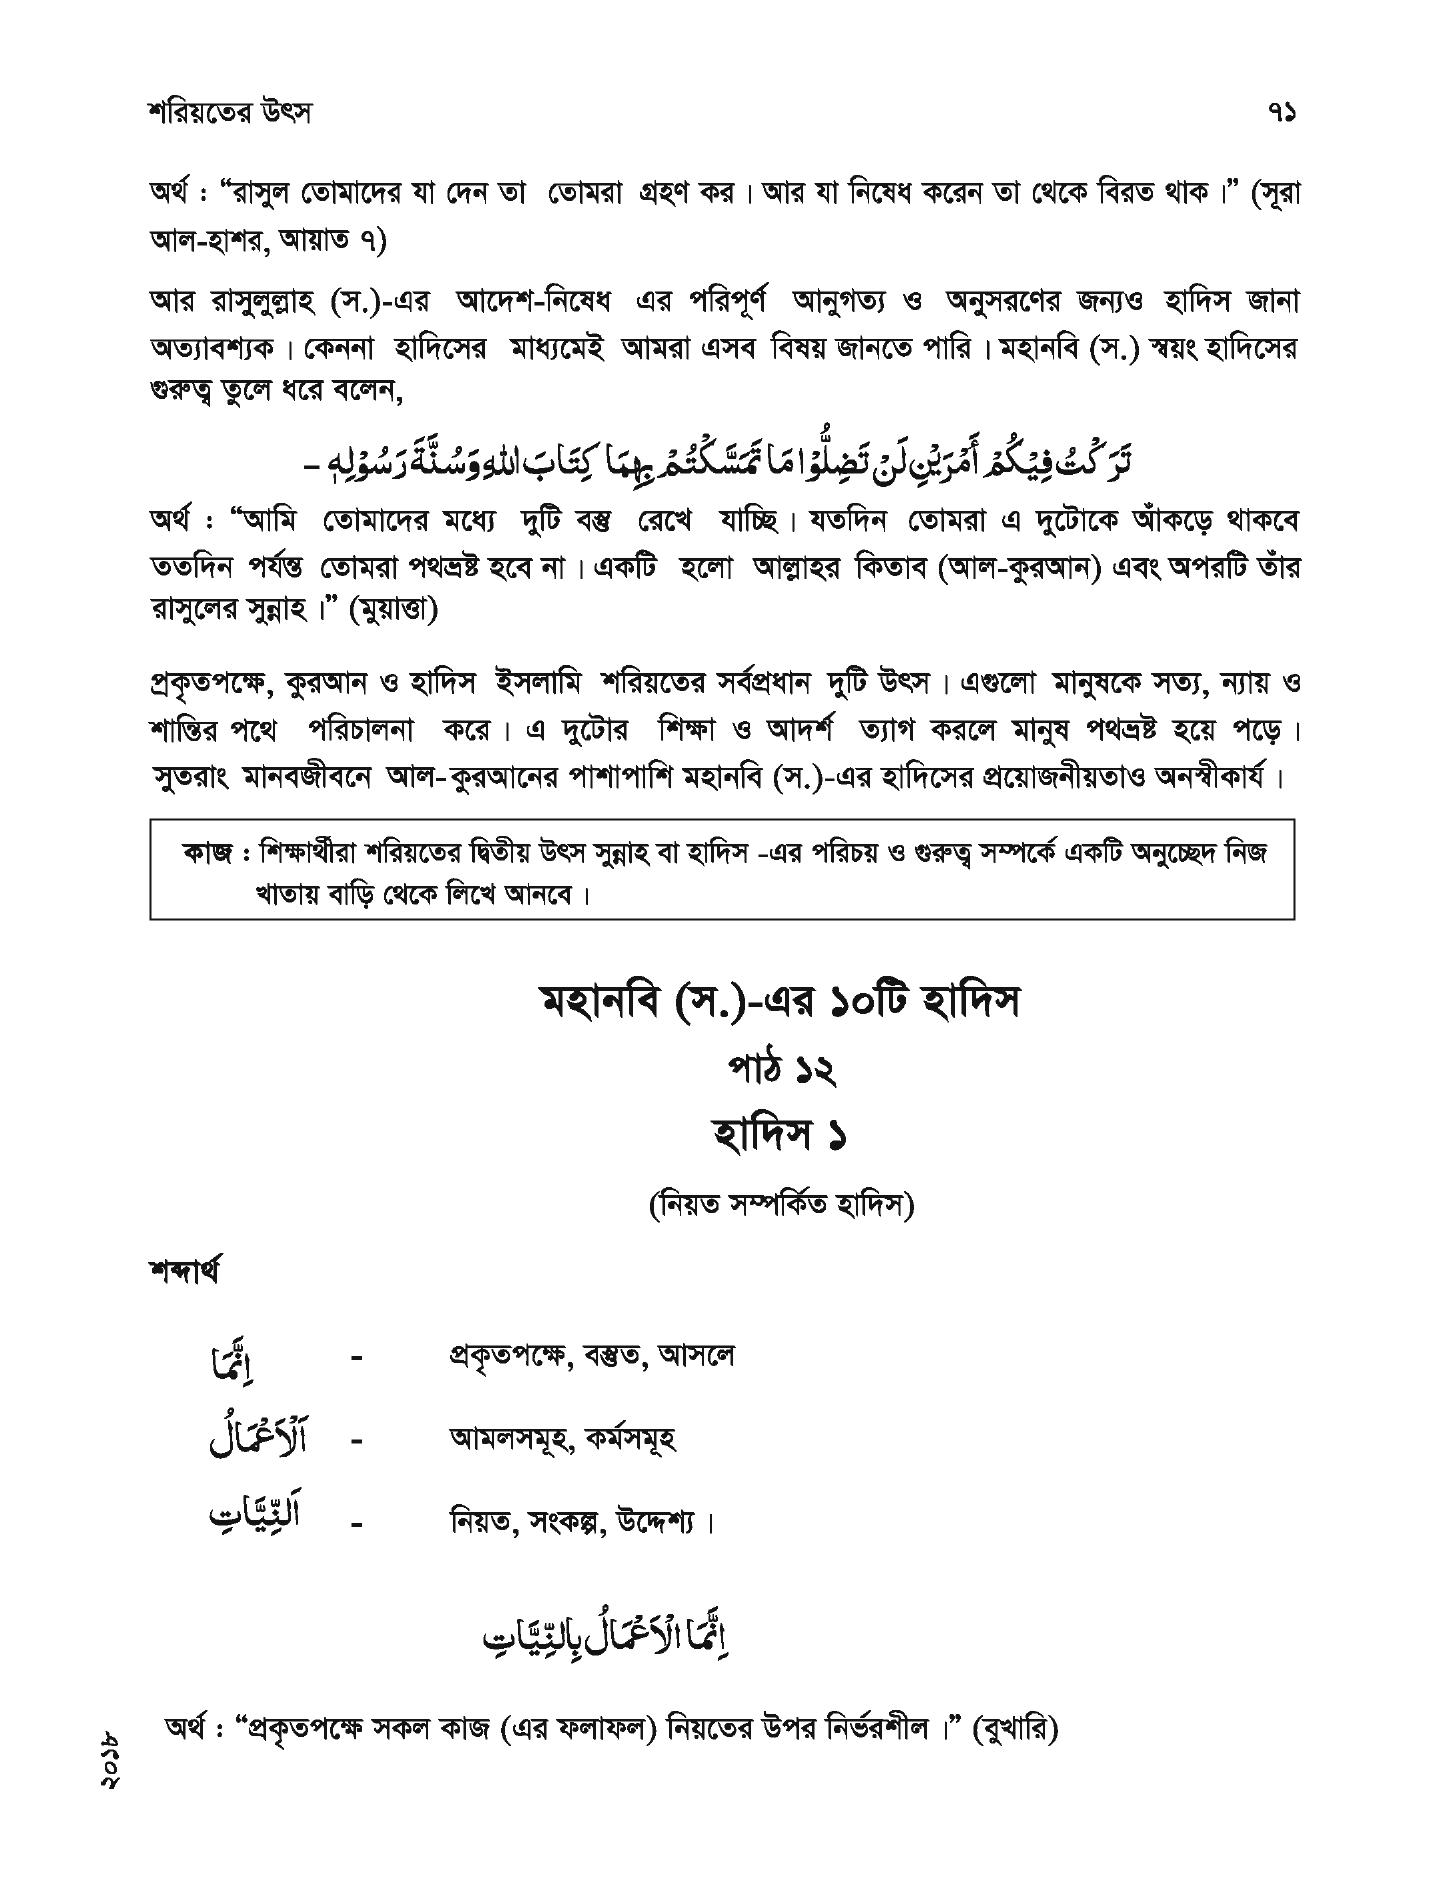 শরিয়তের উৎস ৭১
অর্থ : “রাসুল তোমাদের যা দেন তা তোমরা গ্রহণ কর। আর যা নিষেধ করেন তা থেকে বিরত থাক।” (সূরা
আল-হাশর, আয়াত ৭)
আর রাসুলুল্লাহ (স.)-এর আদেশ-নিষেধ এর পরিপূর্ণ আনুগত্য ও অনুসরণের জন্যও হাদিস জানা
অত্যাবশ্যক। কেননা হাদিসের মাধ্যমেই আমরা এসব বিষয় জানতে পারি। মহানবি (স.) স্বয়ং হাদিসের
গুরুত্ব তুলে ধরে বলেন,
تَرَكْتُ فِيْكُمْ أَمْرَيْنِ لَنْ تَضِلُّوْا مَا تَمَسَّكْتُمْ بِهِمَا كِتَابَ اللهِ وَسُنَّةَ رَسُوْلِهٖ –
অর্থ : “আমি তোমাদের মধ্যে দুটি বস্তু রেখে যাচ্ছি। যতদিন তোমরা এ দুটোকে আঁকড়ে থাকবে
ততদিন পর্যন্ত তোমরা পথভ্রষ্ট হবে না। একটি হলো আল্লাহর কিতাব (আল-কুরআন) এবং অপরটি তাঁর
রাসুলের সুন্নাহ।” (মুয়াত্তা)
প্রকৃতপক্ষে, কুরআন ও হাদিস ইসলামি শরিয়তের সর্বপ্রধান দুটি উৎস। এগুলো মানুষকে সত্য, ন্যায় ও
শান্তির পথে পরিচালনা করে। এ দুটোর শিক্ষা ও আদর্শ ত্যাগ করলে মানুষ পথভ্রষ্ট হয়ে পড়ে।
সুতরাং মানবজীবনে আল-কুরআনের পাশাপাশি মহানবি (স.)-এর হাদিসের প্রয়োজনীয়তাও অনস্বীকার্য।
কাজ : শিক্ষার্থীরা শরিয়তের দ্বিতীয় উৎস সুন্নাহ বা হাদিস -এর পরিচয় ও গুরুত্ব সম্পর্কে একটি অনুচ্ছেদ নিজ
খাতায় বাড়ি থেকে লিখে আনবে।
মহানবি (স.)-এর ১০টি হাদিস
পাঠ ১২
হাদিস ১
(নিয়ত সম্পর্কিত হাদিস)
শব্দার্থ
اِنَّمَا - প্রকৃতপক্ষে, বস্তুত, আসলে
اَلْاَعْمَالُ - আমলসমূহ, কর্মসমূহ
اَلنِّيَّاتِ - নিয়ত, সংকল্প, উদ্দেশ্য।
اِنَّمَا الْاَعْمَالُ بِالنِّيَّاتِ
অর্থ : “প্রকৃতপক্ষে সকল কাজ (এর ফলাফল) নিয়তের উপর নির্ভরশীল।” (বুখারি)
২০১৮